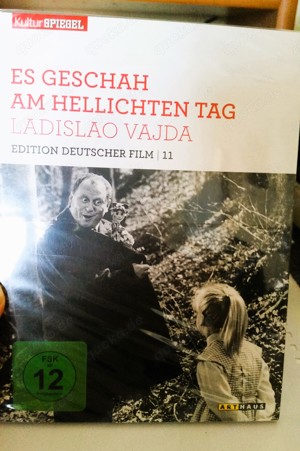 KulturSPIEGEL
ES GESCHAH
AM HELLICHTEN TAG
LADISLAO VAJDA
EDITION DEUTSCHER FILM | 11
FSK
12
ARTHAUS